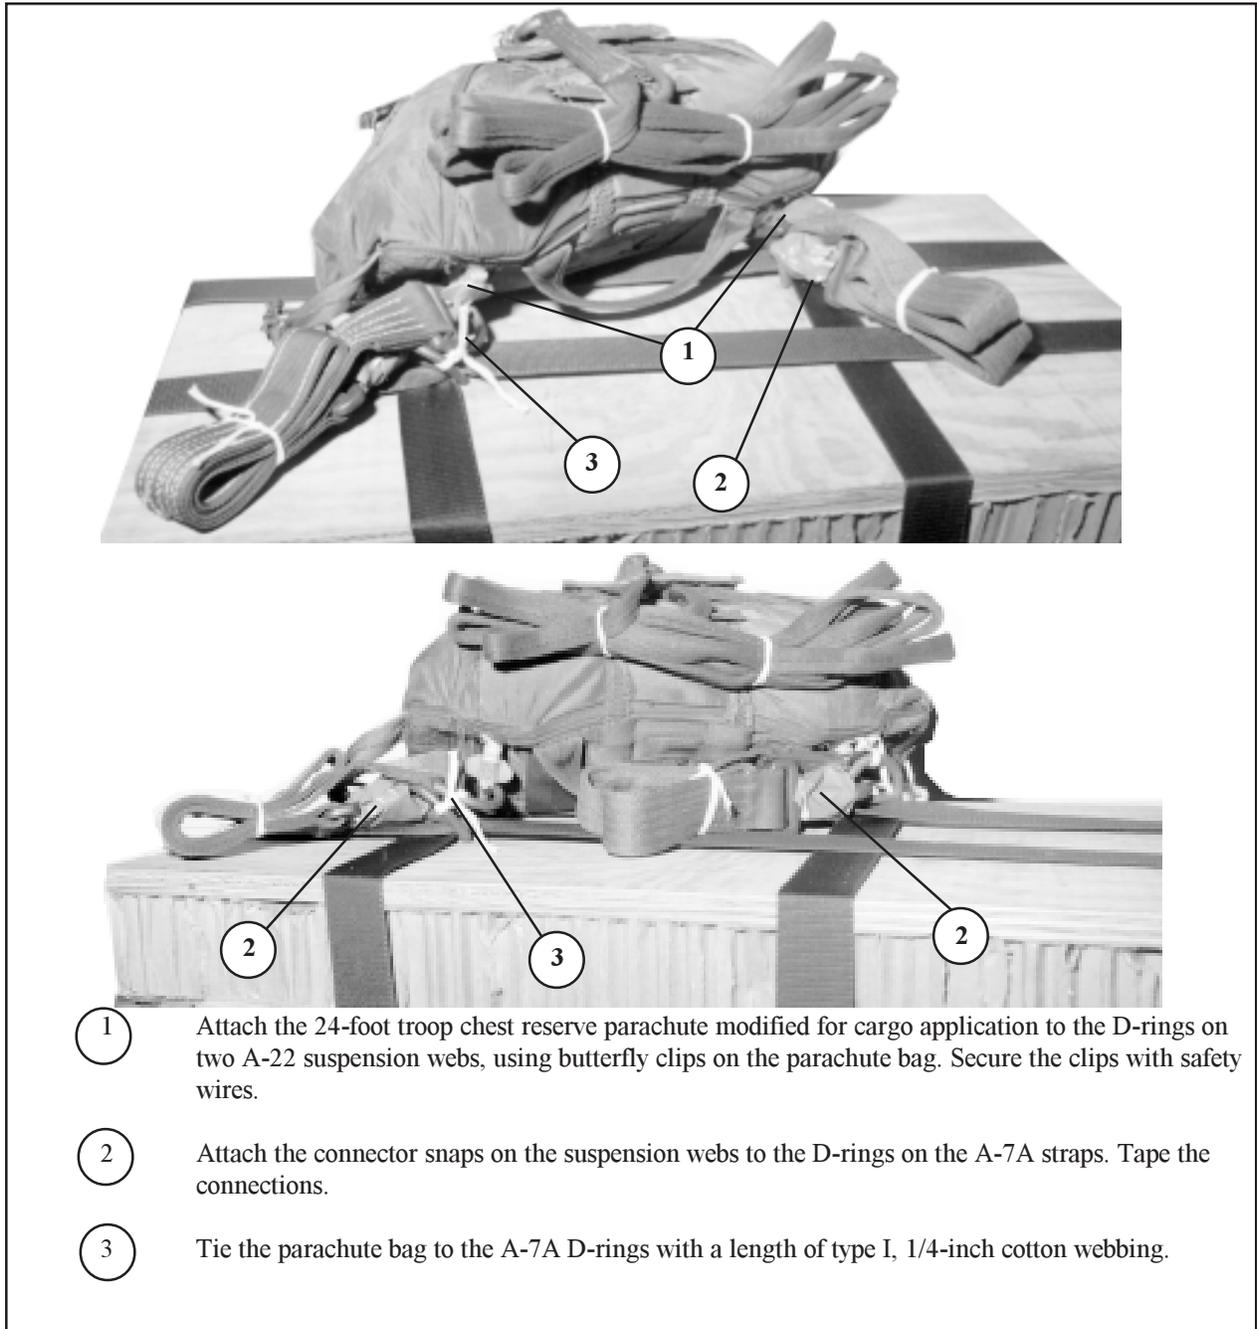 1
3
2
2
3
2
1 Attach the 24-foot troop chest reserve parachute modified for cargo application to the D-rings on
two A-22 suspension webs, using butterfly clips on the parachute bag. Secure the clips with safety
wires.
2 Attach the connector snaps on the suspension webs to the D-rings on the A-7A straps. Tape the
connections.
3 Tie the parachute bag to the A-7A D-rings with a length of type I, 1/4-inch cotton webbing.